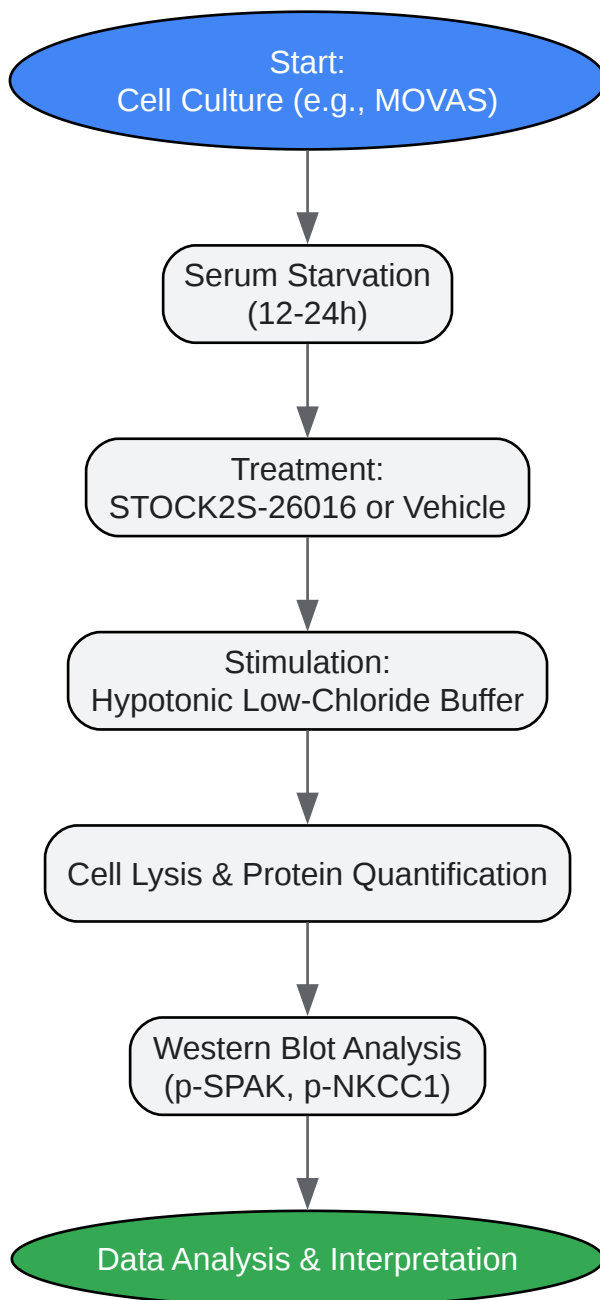 Start:
Cell Culture (e.g., MOVAS)
Serum Starvation
(12-24h)
Treatment:
STOCK2S-26016 or Vehicle
Stimulation:
Hypotonic Low-Chloride Buffer
Cell Lysis & Protein Quantification
Western Blot Analysis
(p-SPAK, p-NKCC1)
Data Analysis & Interpretation